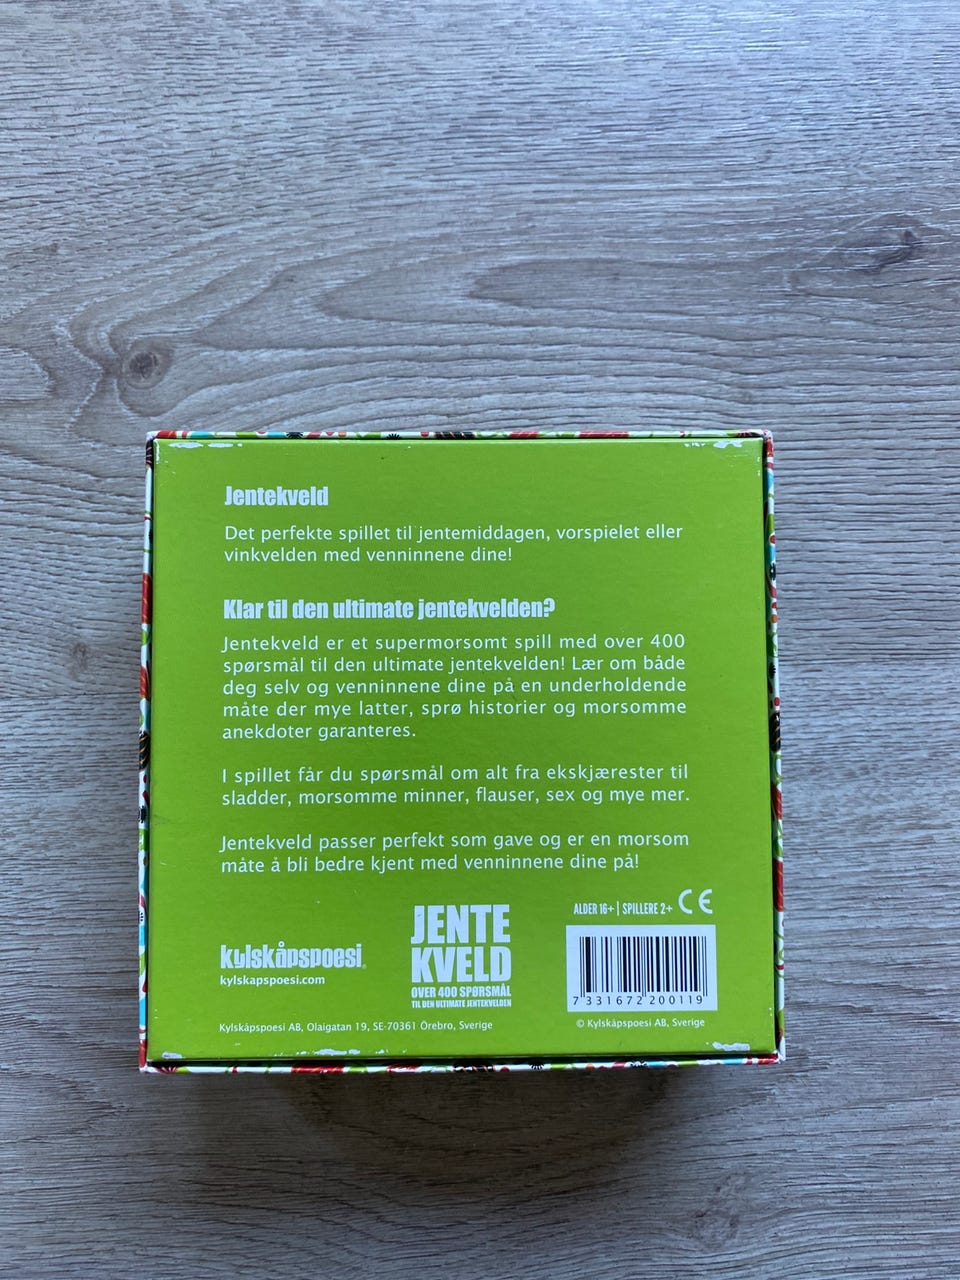 Jentekveld
Det perfekte spillet til jentemiddagen, vorspielet eller
vinkvelden med venninnene dine!
Klar til den ultimate jentekvelden?
Jentekveld er et supermorsomt spill med over 400
spørsmål til den ultimate jentekvelden! Lær om både
deg selv og venninnene dine på en underholdende
måte der mye latter, sprø historier og morsomme
anekdoter garanteres.
I spillet får du spørsmål om alt fra ekskjærester til
sladder, morsomme minner, flauser, sex og mye mer.
Jentekveld passer perfekt som gave og er en morsom
måte å bli bedre kjent med venninnene dine på!
ALDER 16+ | SPILLERE 2+ CE
JENTE
KVELD
OVER 400 SPØRSMÅL
TIL DEN ULTIMATE JENTEKVELDEN
kylskåpspoesi®
kylskapspoesi.com
7 331672 200119
Kylskåpspoesi AB, Olaigatan 19, SE-70361 Örebro, Sverige
© Kylskåpspoesi AB, Sverige